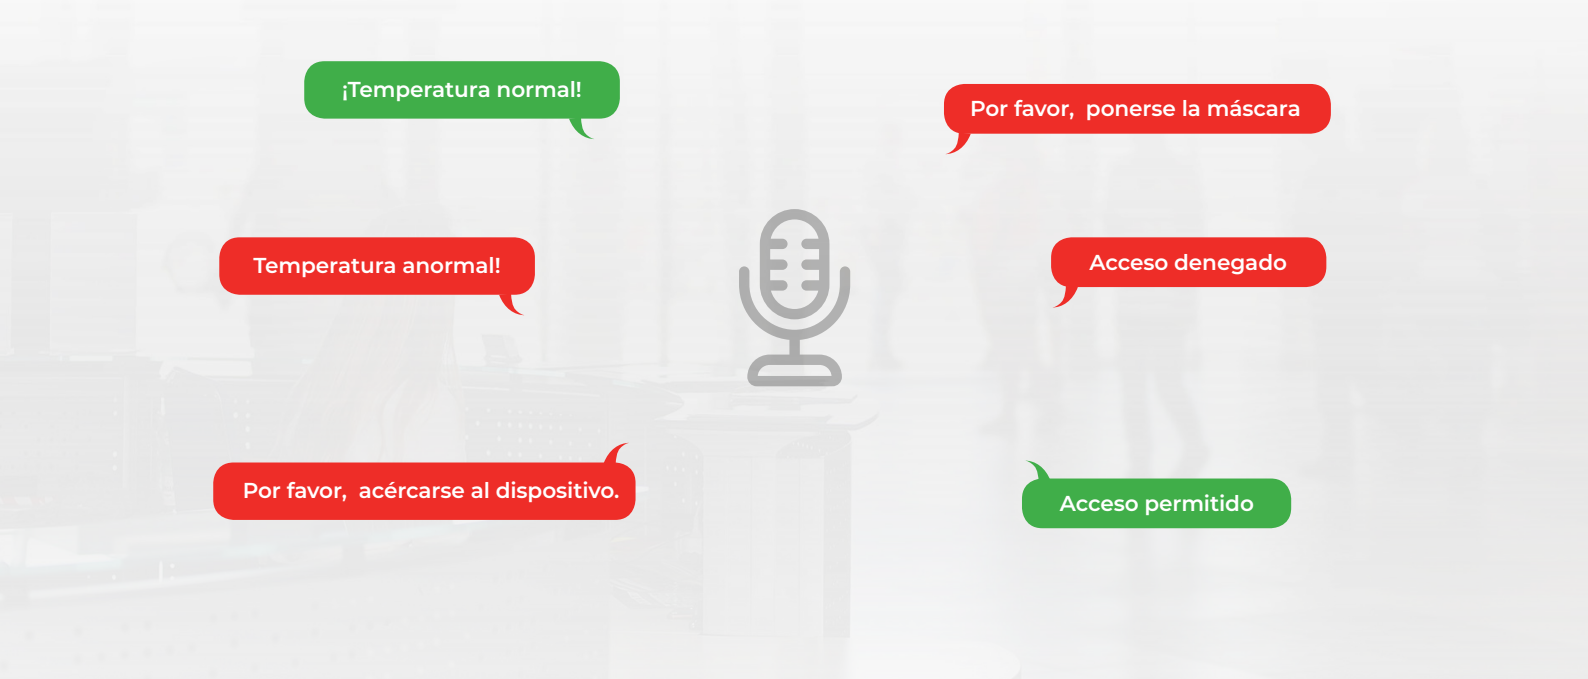 ¡Temperatura normal!
Por favor, ponerse la máscara
Temperatura anormal!
Acceso denegado
Por favor, acércarse al dispositivo.
Acceso permitido